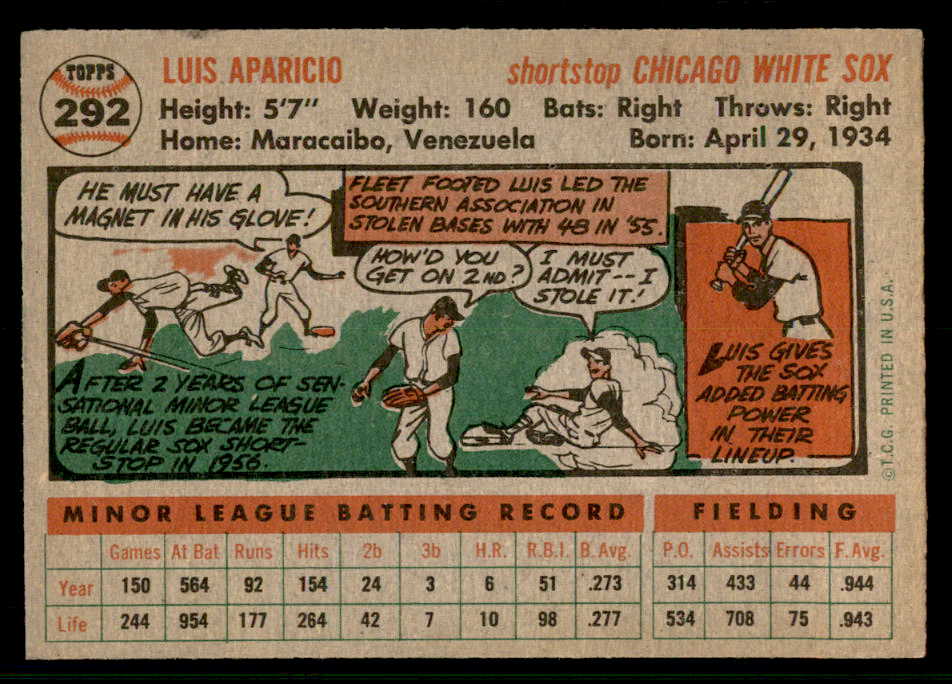 TOPPS
292
LUIS APARICIO
shortstop CHICAGO WHITE SOX
Height: 5'7" Weight: 160 Bats: Right Throws: Right
Home: Maracaibo, Venezuela Born: April 29, 1934
HE MUST HAVE A
MAGNET IN HIS GLOVE!
FLEET FOOTED LUIS LED THE
SOUTHERN ASSOCIATION IN
STOLEN BASES WITH 48 IN '55.
HOW'D YOU
GET ON 2ND?
I MUST
ADMIT -- I
STOLE IT!
AFTER 2 YEARS OF SEN-
SATIONAL MINOR LEAGUE
BALL, LUIS BECAME THE
REGULAR SOX SHORT-
STOP IN 1956.
LUIS GIVES
THE SOX
ADDED BATTING
POWER
IN THEIR
LINEUP.
©T.C.G. PRINTED IN U.S.A.
MINOR LEAGUE BATTING RECORD
Games At Bat Runs Hits 2b 3b H.R. R.B.I. B. Avg.
Year 150 564 92 154 24 3 6 51 .273
Life 244 954 177 264 42 7 10 98 .277
FIELDING
P.O. Assists Errors F. Avg.
314 433 44 .944
534 708 75 .943